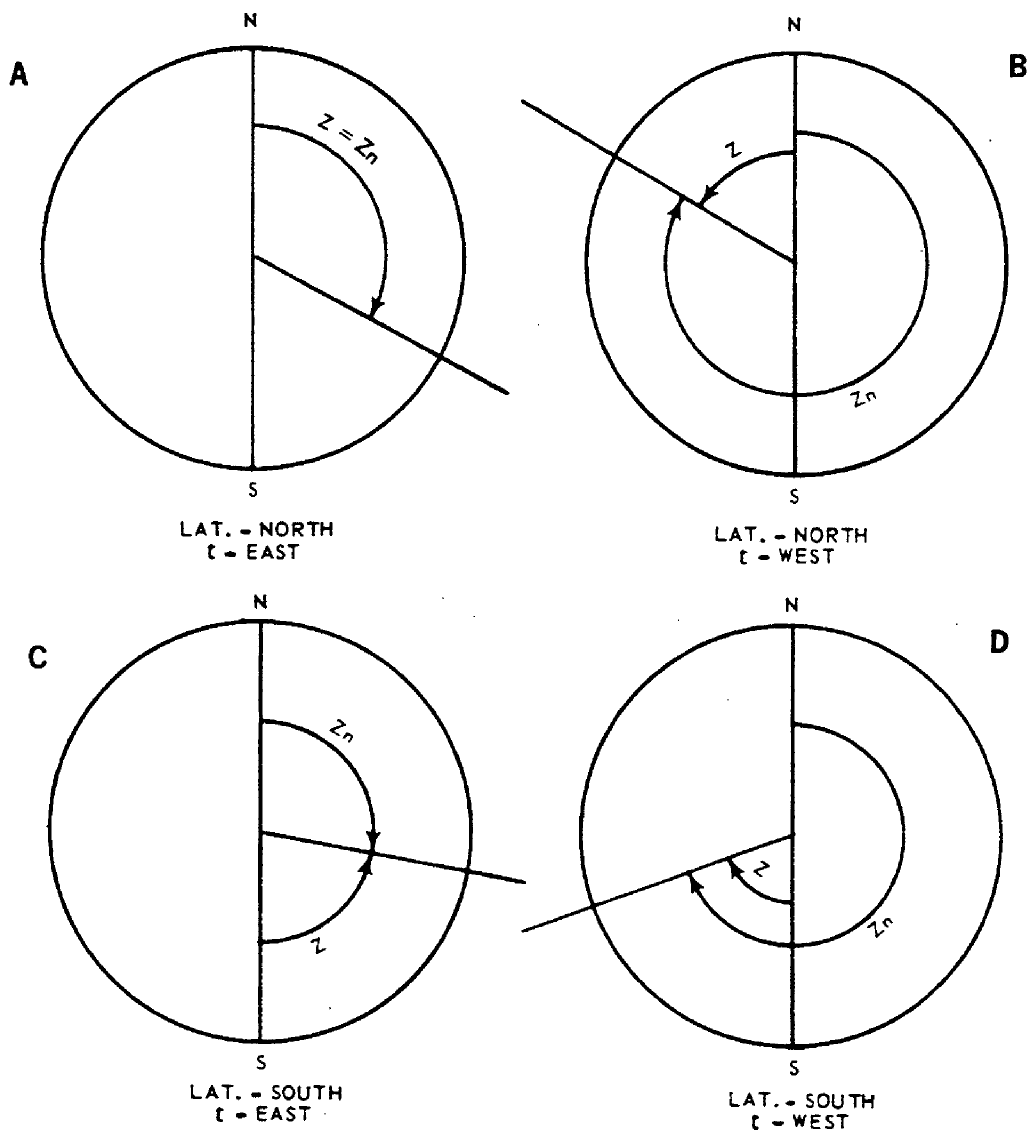 A
N
Z = Zn
S
LAT. - NORTH
t - EAST
B
N
Z
Zn
S
LAT. - NORTH
t - WEST
C
N
Zn
Z
S
LAT. - SOUTH
t - EAST
D
N
Z
Zn
S
LAT. - SOUTH
t - WEST